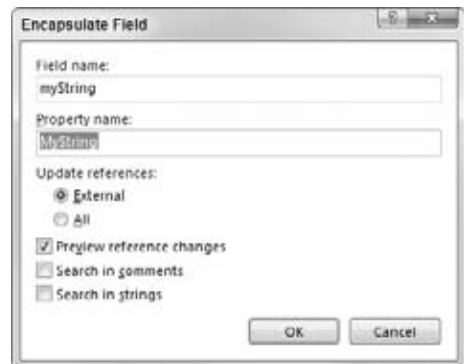 Encapsulate Field
Field name:
myString
Property name:
MyString
Update references:
External
All
Preview reference changes
Search in comments
Search in strings
OK
Cancel